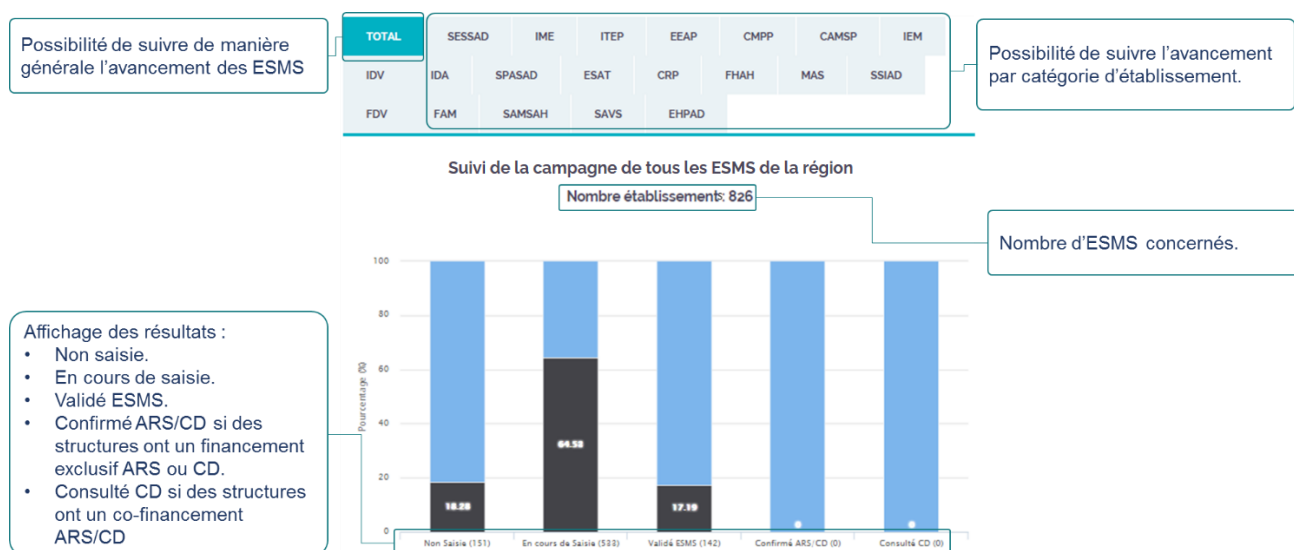 Possibilité de suivre de manière
générale l'avancement des ESMS
TOTAL SESSAD IME ITEP EEAP CMPP CAMSP IEM
IDV IDA SPASAD ESAT CRP FHAH MAS SSIAD
FDV FAM SAMSAH SAVS EHPAD
Possibilité de suivre l'avancement
par catégorie d'établissement.
Suivi de la campagne de tous les ESMS de la région
Nombre établissements: 826
Nombre d'ESMS concernés.
Affichage des résultats :
• Non saisie.
• En cours de saisie.
• Validé ESMS.
• Confirmé ARS/CD si des
structures ont un financement
exclusif ARS ou CD.
• Consulté CD si des structures
ont un co-financement
ARS/CD
Pourcentage (%)
100
80
60
40
20
0
18.28
64.53
17.19
0
0
Non Saisie (151) En cours de Saisie (533) Validé ESMS (142) Confirmé ARS/CD (0) Consulté CD (0)